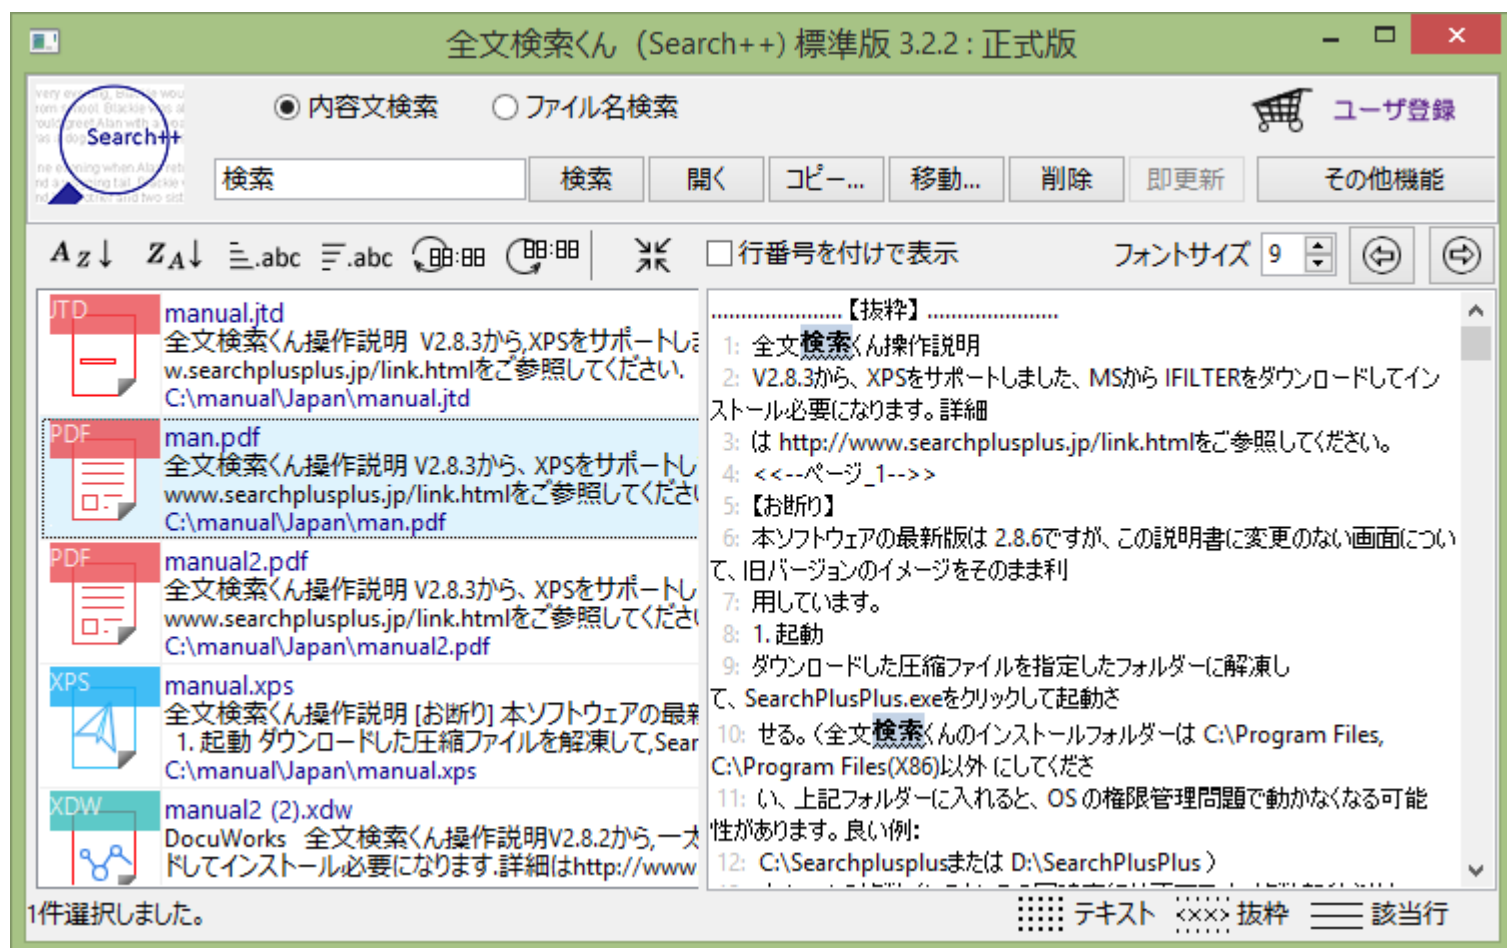 全文検索くん（Search++）標準版 3.2.2 : 正式版
Search++
内容文検索
ファイル名検索
ユーザ登録
検索
検索
開く
コピー...
移動...
削除
即更新
その他機能
A Z↓
Z A↓
.abc
.abc
行番号を付けで表示
フォントサイズ
9
JTD
manual.jtd
全文検索くん操作説明 V2.8.3から,XPSをサポートしま
w.searchplusplus.jp/link.htmlをご参照してください.
C:\manual\Japan\manual.jtd
PDF
man.pdf
全文検索くん操作説明 V2.8.3から、XPSをサポートし
www.searchplusplus.jp/link.htmlをご参照してくださ
C:\manual\Japan\man.pdf
PDF
manual2.pdf
全文検索くん操作説明 V2.8.3から、XPSをサポートし
www.searchplusplus.jp/link.htmlをご参照してくださ
C:\manual\Japan\manual2.pdf
XPS
manual.xps
全文検索くん操作説明 [お断り] 本ソフトウェアの最新
1. 起動 ダウンロードした圧縮ファイルを解凍して,Sear
C:\manual\Japan\manual.xps
XDW
manual2 (2).xdw
DocuWorks 全文検索くん操作説明V2.8.2から,一太
ドしてインストール必要になります.詳細はhttp://www
......................【抜粋】......................
1: 全文検索くん操作説明
2: V2.8.3から、XPSをサポートしました、MSから IFILTERをダウンロードしてイン
ストール必要になります。詳細
3: は http://www.searchplusplus.jp/link.htmlをご参照してください。
4: <<--ページ_1-->>
5: 【お断り】
6: 本ソフトウェアの最新版は 2.8.6ですが、この説明書に変更のない画面につい
て、旧バージョンのイメージをそのまま利
7: 用しています。
8: 1. 起動
9: ダウンロードした圧縮ファイルを指定したフォルダーに解凍し
て、SearchPlusPlus.exeをクリックして起動さ
10: せる。（全文検索くんのインストールフォルダーは C:\Program Files,
C:\Program Files(X86)以外 にしてくださ
11: い、上記フォルダーに入れると、OS の権限管理問題で動かなくなる可能
性があります。良い例:
12: C:\Searchplusplusまたは D:\SearchPlusPlus）
1件選択しました。
テキスト
抜粋
該当行